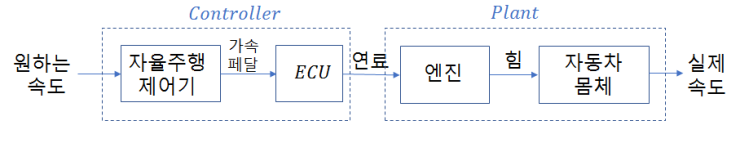 Controller
Plant
원하는
속도
자율주행
제어기
가속
페달
ECU
연료
엔진
힘
자동차
몸체
실제
속도